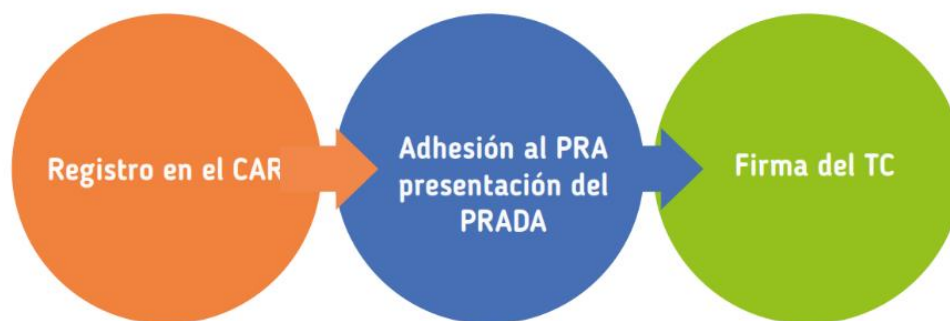 Registro en el CAR
Adhesión al PRA
presentación del
PRADA
Firma del TC